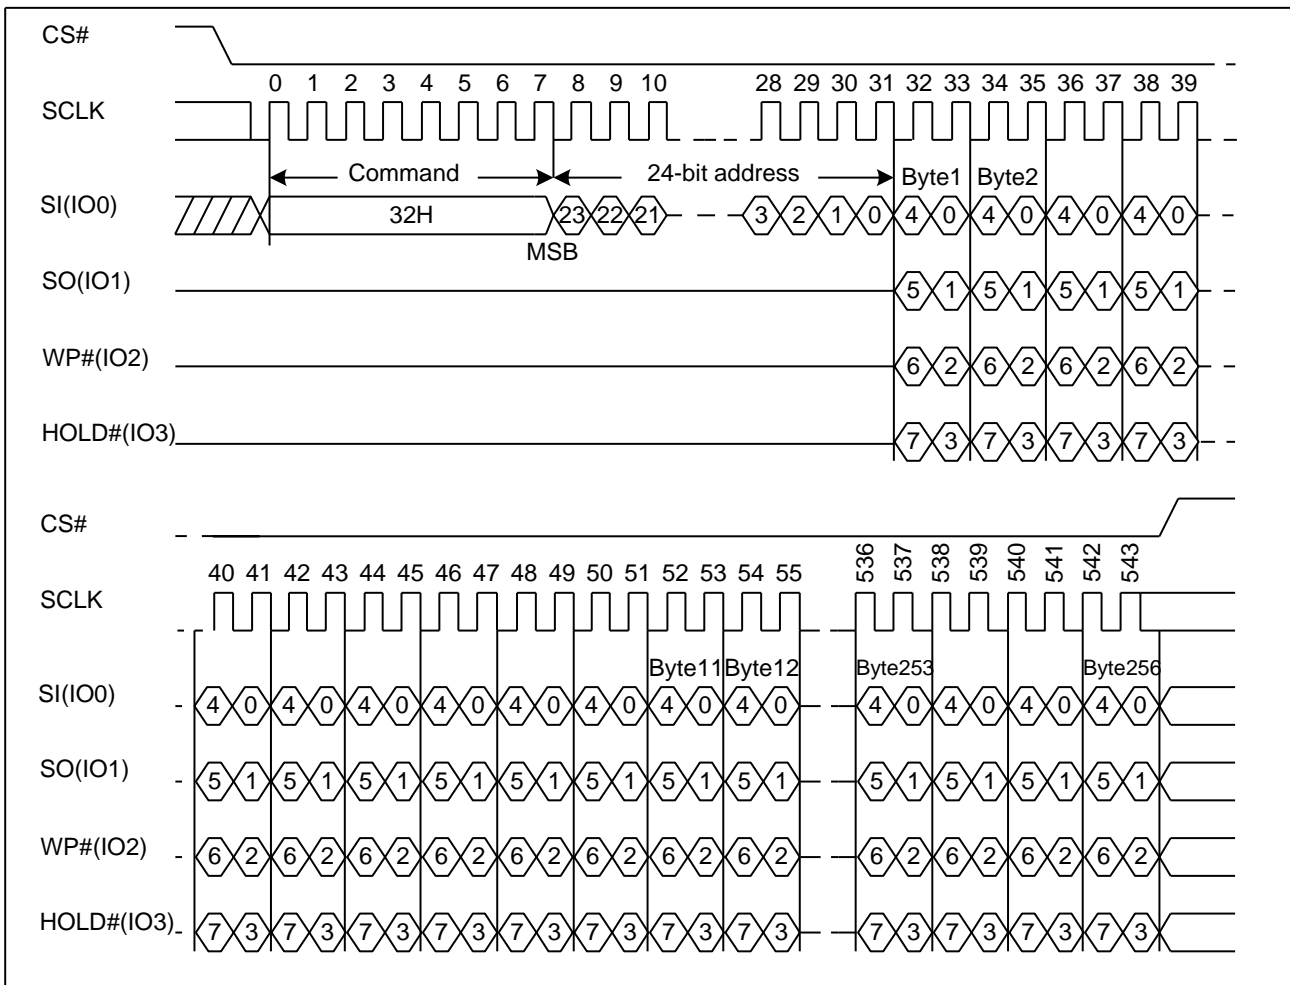 CS#
0 1 2 3 4 5 6 7 8 9 10 28 29 30 31 32 33 34 35 36 37 38 39
SCLK
Command 24-bit address Byte1 Byte2
SI(IO0) 32H 23 22 21 3 2 1 0 4 0 4 0 4 0 4 0
MSB
SO(IO1) 5 1 5 1 5 1 5 1
WP#(IO2) 6 2 6 2 6 2 6 2
HOLD#(IO3) 7 3 7 3 7 3 7 3
CS#
40 41 42 43 44 45 46 47 48 49 50 51 52 53 54 55 536 537 538 539 540 541 542 543
SCLK
Byte11 Byte12 Byte253 Byte256
SI(IO0) 4 0 4 0 4 0 4 0 4 0 4 0 4 0 4 0 4 0 4 0 4 0 4 0
SO(IO1) 5 1 5 1 5 1 5 1 5 1 5 1 5 1 5 1 5 1 5 1 5 1 5 1
WP#(IO2) 6 2 6 2 6 2 6 2 6 2 6 2 6 2 6 2 6 2 6 2 6 2 6 2
HOLD#(IO3) 7 3 7 3 7 3 7 3 7 3 7 3 7 3 7 3 7 3 7 3 7 3 7 3